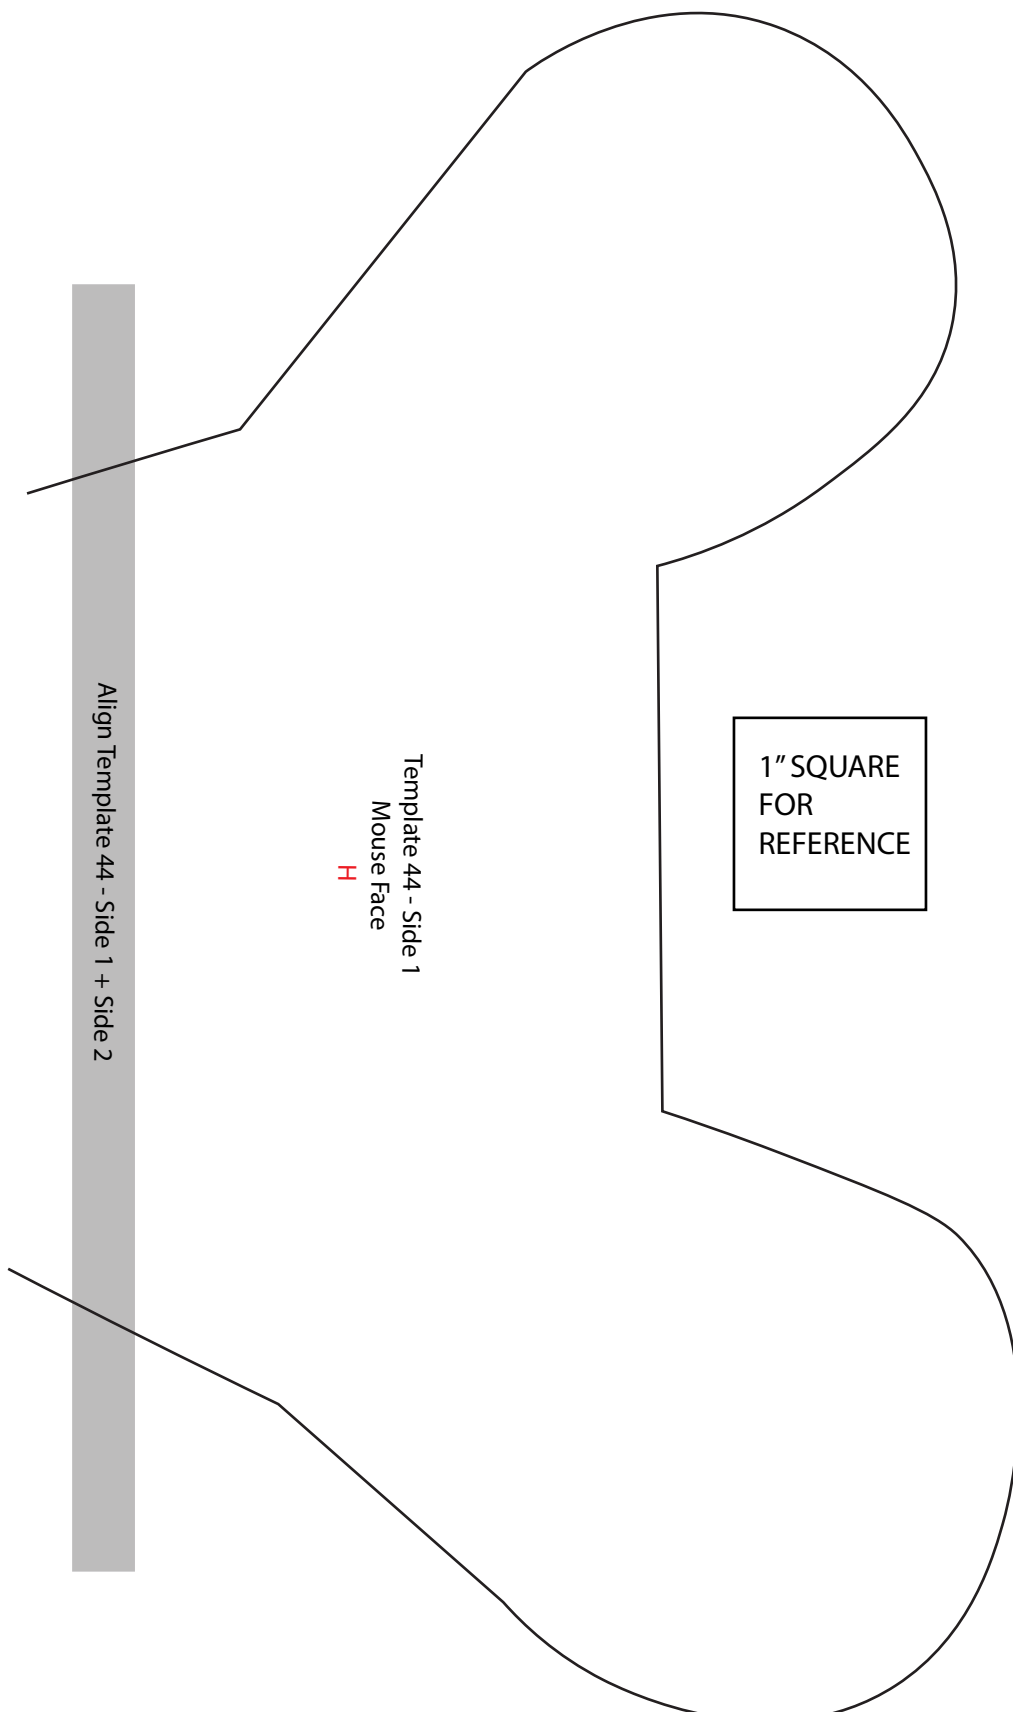 Align Template 44 - Side 1 + Side 2
Template 44 - Side 1
Mouse Face
H
1" SQUARE
FOR
REFERENCE